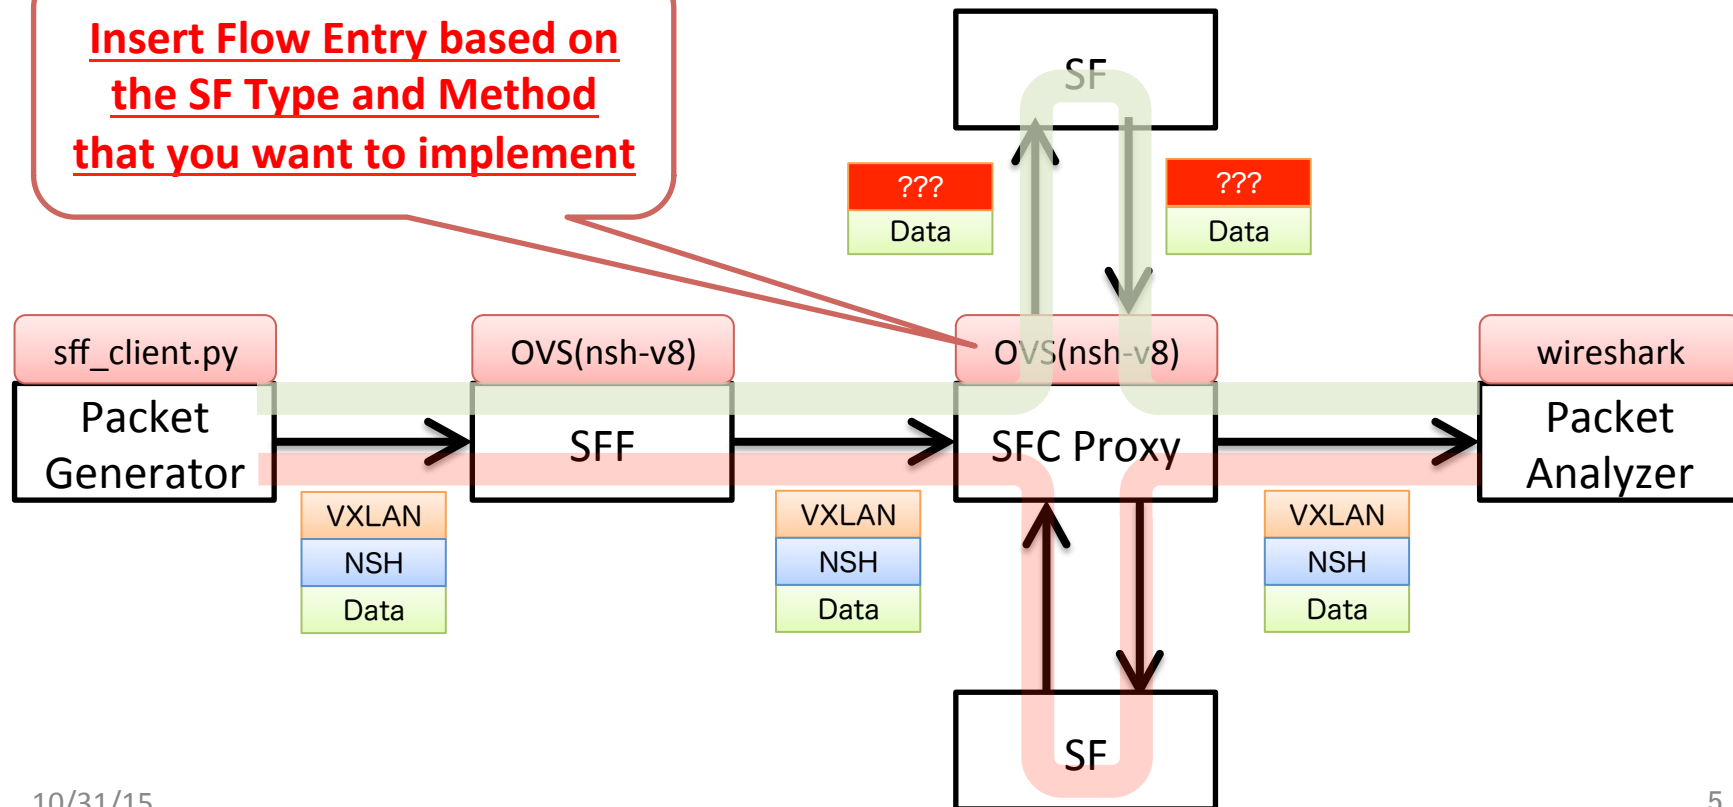 Insert Flow Entry based on
the SF Type and Method
that you want to implement
SF
???
Data
???
Data
sff_client.py
OVS(nsh-v8)
OVS(nsh-v8)
wireshark
Packet
Generator
SFF
SFC Proxy
Packet
Analyzer
VXLAN
NSH
Data
VXLAN
NSH
Data
VXLAN
NSH
Data
SF
10/31/15
5